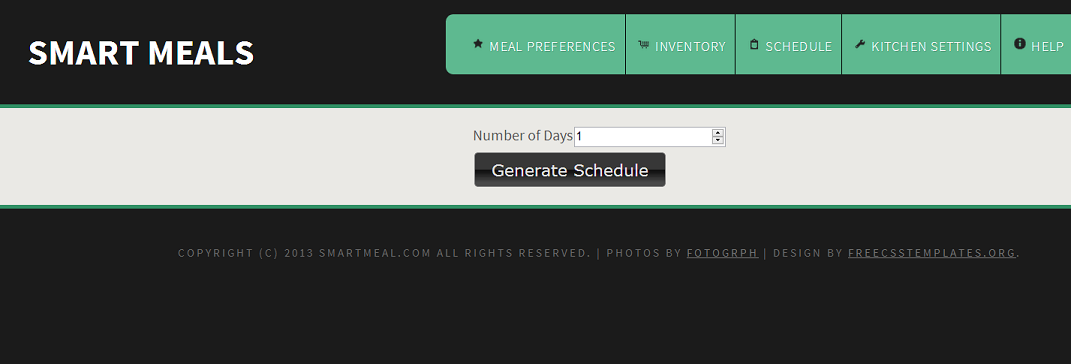 SMART MEALS
MEAL PREFERENCES INVENTORY SCHEDULE KITCHEN SETTINGS HELP
Number of Days 1
Generate Schedule
COPYRIGHT (C) 2013 SMARTMEAL.COM ALL RIGHTS RESERVED. | PHOTOS BY FOTOGRPH | DESIGN BY FREECSSTEMPLATES.ORG.